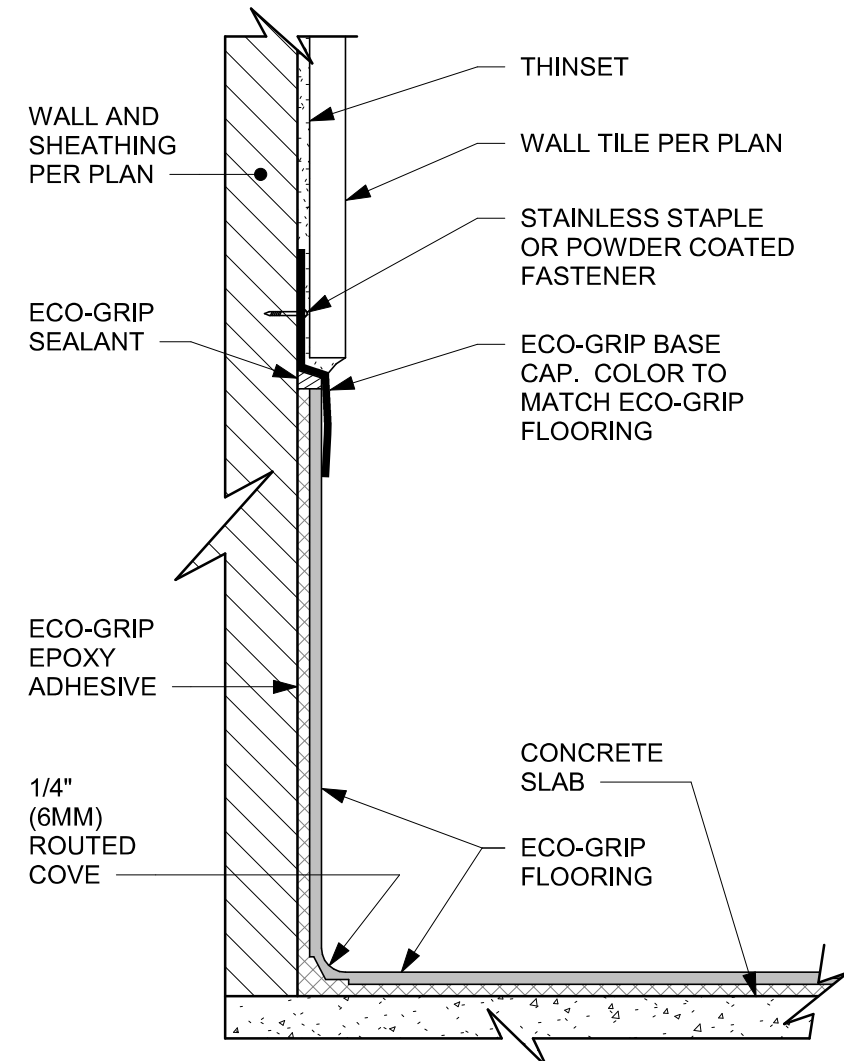 WALL AND
SHEATHING
PER PLAN
ECO-GRIP
SEALANT
ECO-GRIP
EPOXY
ADHESIVE
1/4"
(6MM)
ROUTED
COVE
THINSET
WALL TILE PER PLAN
STAINLESS STAPLE
OR POWDER COATED
FASTENER
ECO-GRIP BASE
CAP. COLOR TO
MATCH ECO-GRIP
FLOORING
CONCRETE
SLAB
ECO-GRIP
FLOORING